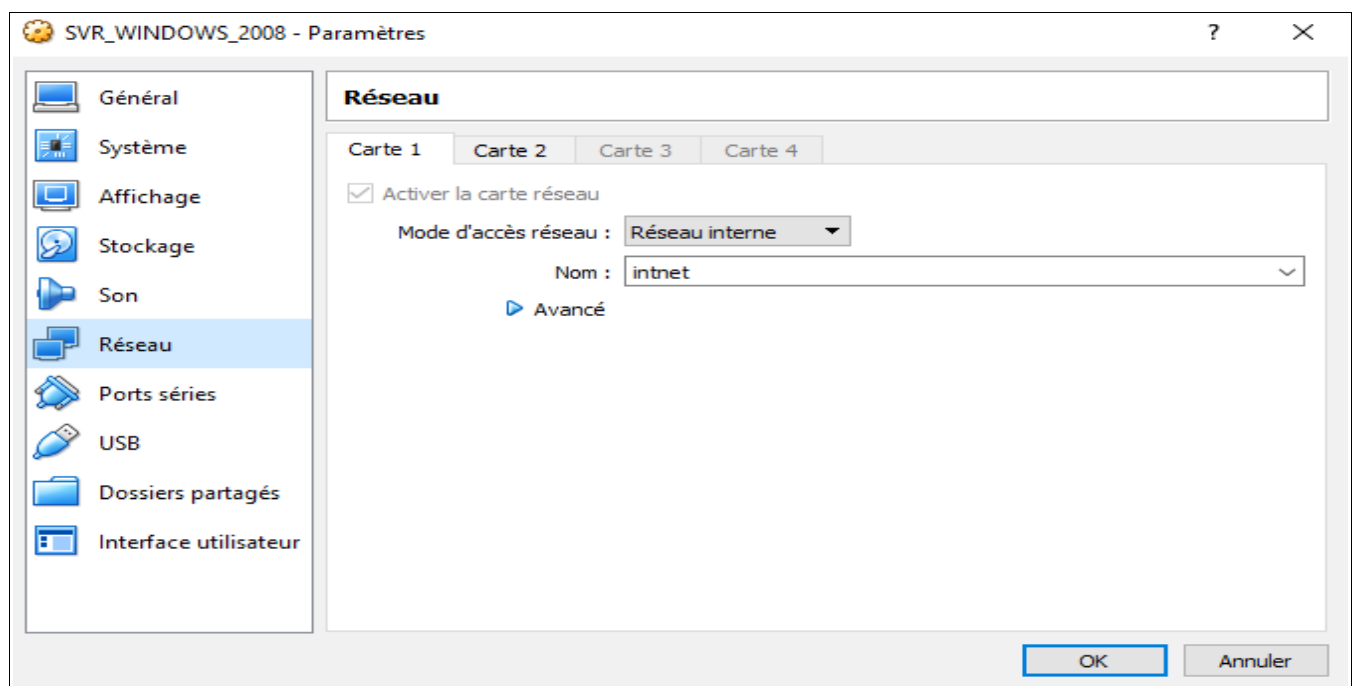 SVR_WINDOWS_2008 - Paramètres
?
Général
Système
Affichage
Stockage
Son
Réseau
Ports séries
USB
Dossiers partagés
Interface utilisateur
Réseau
Carte 1 Carte 2 Carte 3 Carte 4
Activer la carte réseau
Mode d'accès réseau : Réseau interne
Nom : intnet
Avancé
OK Annuler